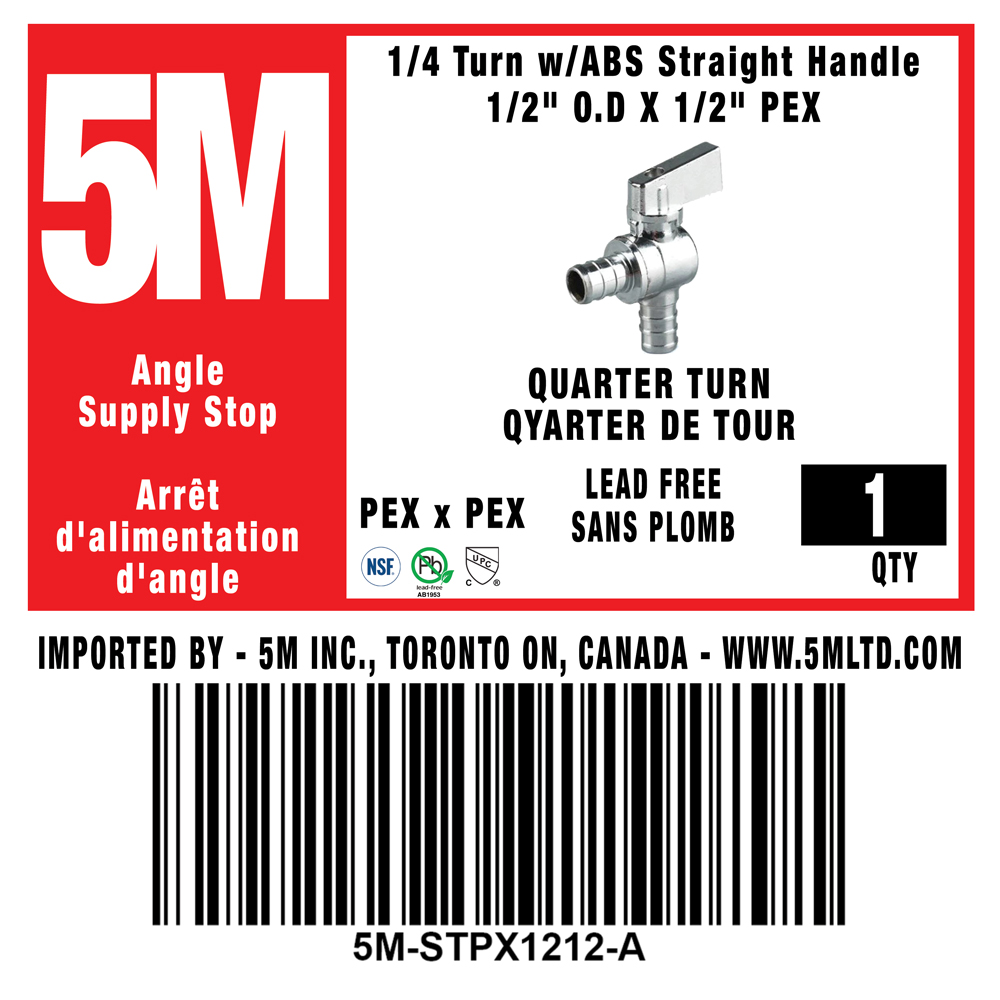 5M
Angle
Supply Stop
Arrêt
d'alimentation
d'angle
1/4 Turn w/ABS Straight Handle
1/2" O.D X 1/2" PEX
QUARTER TURN
QYARTER DE TOUR
PEX x PEX
LEAD FREE
SANS PLOMB
1
QTY
NSF®
Pb
lead-free
AB1953
UPC
C ®
IMPORTED BY - 5M INC., TORONTO ON, CANADA - WWW.5MLTD.COM
5M-STPX1212-A